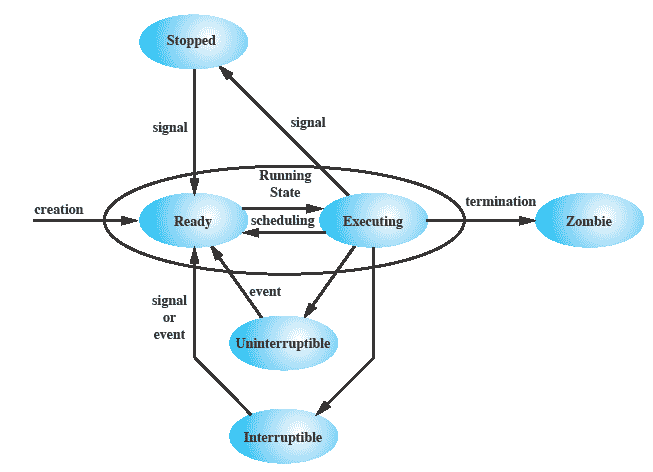 Stopped
signal
signal
Running
State
creation
Ready
scheduling
Executing
termination
Zombie
signal
or
event
event
Uninterruptible
Interruptible